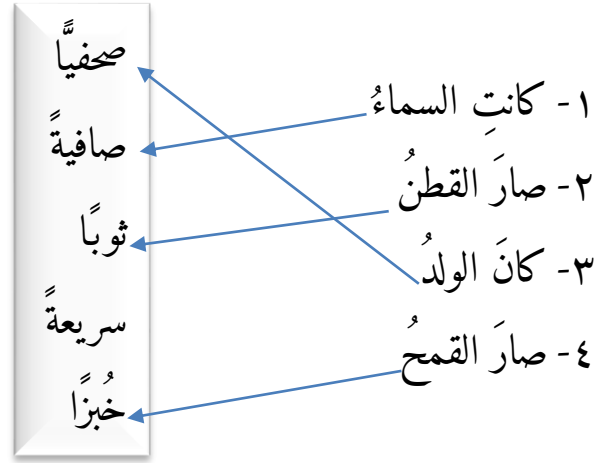 ١- كانتِ السماءُ
٢- صارَ القطنُ
٣- كانَ الولدُ
٤- صارَ القمحُ
صحفيًّا
صافيةً
ثوبًا
سريعةً
خُبزًا